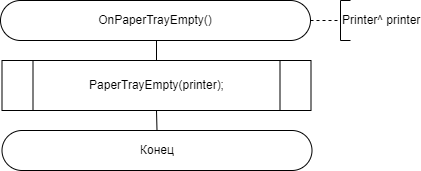 OnPaperTrayEmpty()
Printer^ printer
PaperTrayEmpty(printer);
Конец